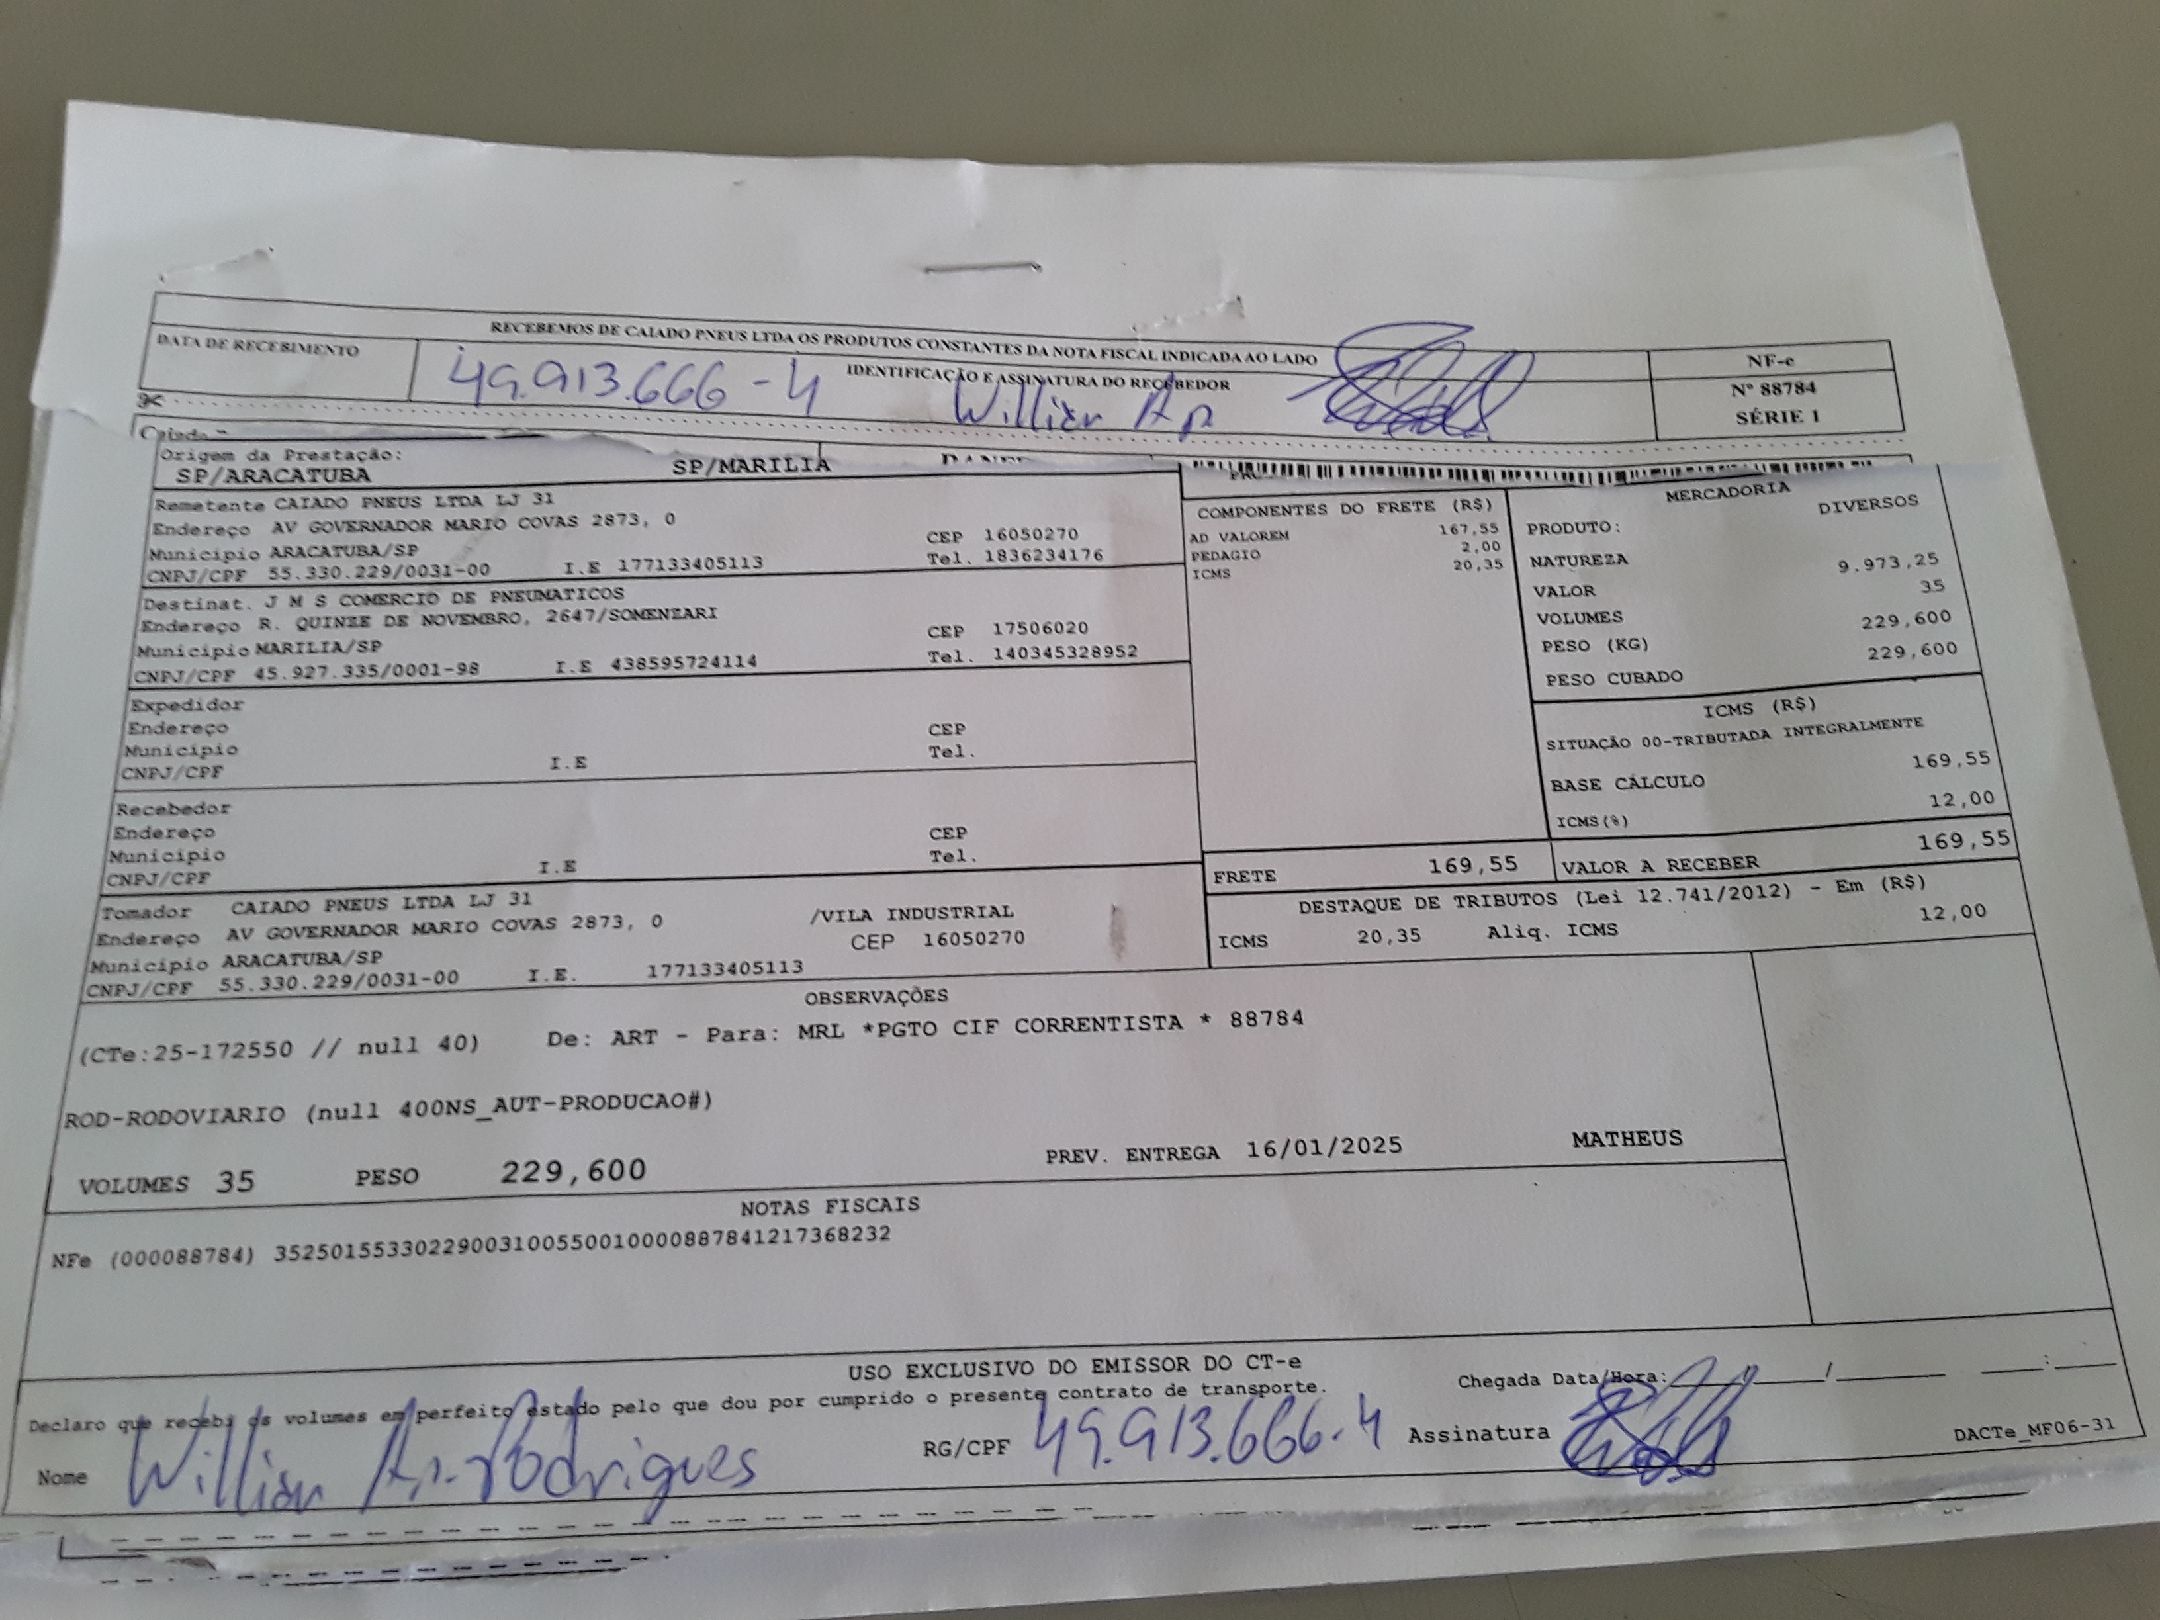 RECEBEMOS DE CAIADO PNEUS LTDA OS PRODUTOS CONSTANTES DA NOTA FISCAL INDICADA AO LADO
DATA DE RECEBIMENTO
IDENTIFICAÇÃO E ASSINATURA DO RECEBEDOR
49.913.666-4 Willian Ap
NF-e
Nº 88784
SÉRIE 1
Origem da Prestação:
SP/ARACATUBA SP/MARILIA
Remetente CAIADO PNEUS LTDA LJ 31
Endereço AV GOVERNADOR MARIO COVAS 2873, 0
Município ARACATUBA/SP CEP 16050270
CNPJ/CPF 55.330.229/0031-00 I.E 177133405113 Tel. 1836234176
Destinat. J M S COMERCIO DE PNEUMATICOS
Endereço R. QUINZE DE NOVEMBRO, 2647/SOMENZARI
Município MARILIA/SP CEP 17506020
CNPJ/CPF 45.927.335/0001-98 I.E 438595724114 Tel. 140345328952
Expedidor
Endereço CEP
Município Tel.
CNPJ/CPF I.E
Recebedor
Endereço CEP
Município Tel.
CNPJ/CPF I.E
Tomador CAIADO PNEUS LTDA LJ 31
Endereço AV GOVERNADOR MARIO COVAS 2873, 0 /VILA INDUSTRIAL
Município ARACATUBA/SP CEP 16050270
CNPJ/CPF 55.330.229/0031-00 I.E. 177133405113
COMPONENTES DO FRETE (R$)
AD VALOREM 167,55
PEDAGIO 2,00
ICMS 20,35
MERCADORIA
PRODUTO: DIVERSOS
NATUREZA
VALOR 9.973,25
VOLUMES 35
PESO (KG) 229,600
PESO CUBADO 229,600
ICMS (R$)
SITUAÇÃO 00-TRIBUTADA INTEGRALMENTE
BASE CÁLCULO 169,55
ICMS(%) 12,00
FRETE 169,55 VALOR A RECEBER 169,55
DESTAQUE DE TRIBUTOS (Lei 12.741/2012) - Em (R$)
ICMS 20,35 Aliq. ICMS 12,00
OBSERVAÇÕES
(CTe:25-172550 // null 40) De: ART - Para: MRL *PGTO CIF CORRENTISTA * 88784
ROD-RODOVIARIO (null 400NS_AUT-PRODUCAO#)
VOLUMES 35 PESO 229,600 PREV. ENTREGA 16/01/2025 MATHEUS
NOTAS FISCAIS
NFe (000088784) 35250155330229003100550010000887841217368232
USO EXCLUSIVO DO EMISSOR DO CT-e
Declaro que recebi os volumes em perfeito estado pelo que dou por cumprido o presente contrato de transporte.
Chegada Data/Hora: / / :
Nome Willian Ap. Rodrigues RG/CPF 49.913.666-4 Assinatura
DACTe_MF06-31